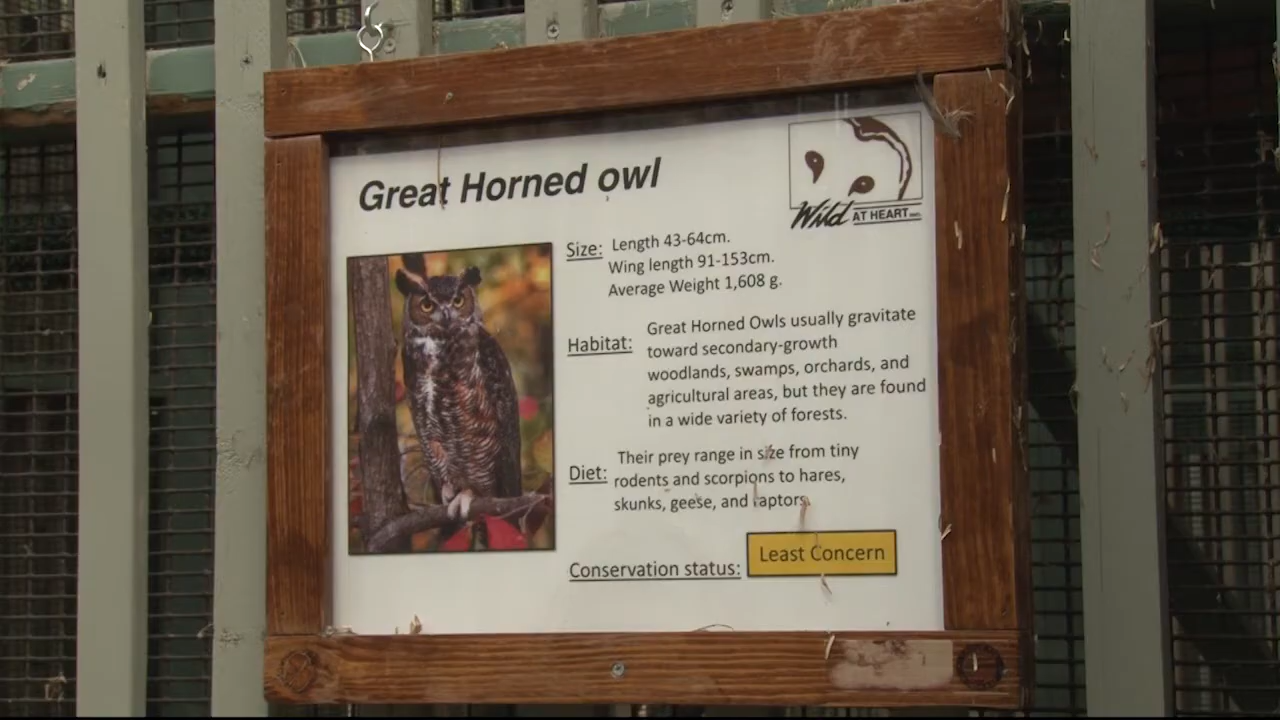 Great Horned owl
Wild AT HEART INC.
Size: Length 43-64cm.
Wing length 91-153cm.
Average Weight 1,608 g.
Habitat: Great Horned Owls usually gravitate
toward secondary-growth
woodlands, swamps, orchards, and
agricultural areas, but they are found
in a wide variety of forests.
Diet: Their prey range in size from tiny
rodents and scorpions to hares,
skunks, geese, and raptors.
Conservation status: Least Concern